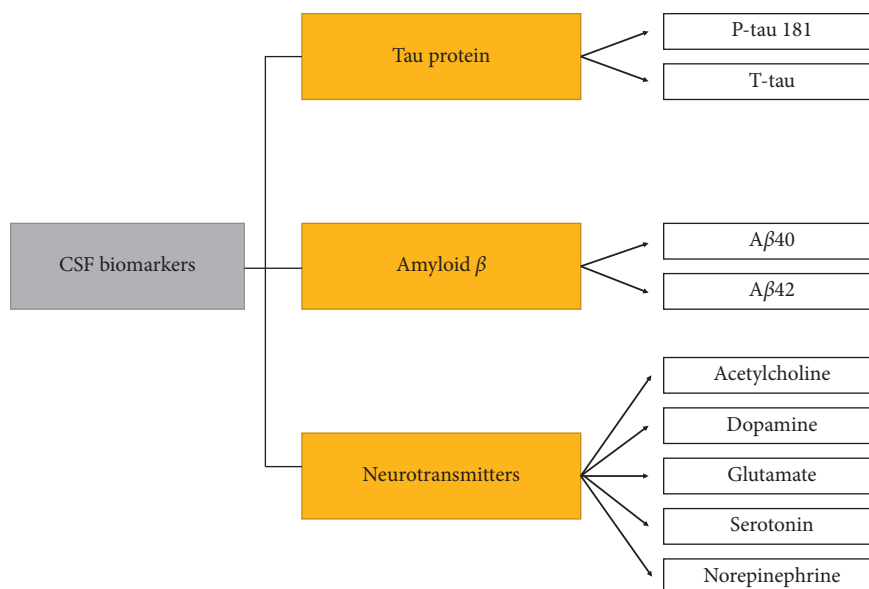 CSF biomarkers
Tau protein
P-tau 181
T-tau
Amyloid β
Aβ40
Aβ42
Neurotransmitters
Acetylcholine
Dopamine
Glutamate
Serotonin
Norepinephrine